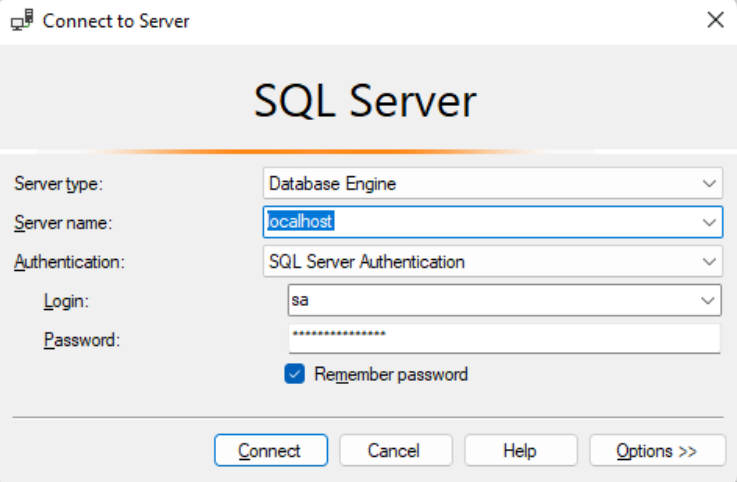 Connect to Server
SQL Server
Server type: Database Engine
Server name: localhost
Authentication: SQL Server Authentication
Login: sa
Password: ***************
Remember password
Connect Cancel Help Options >>